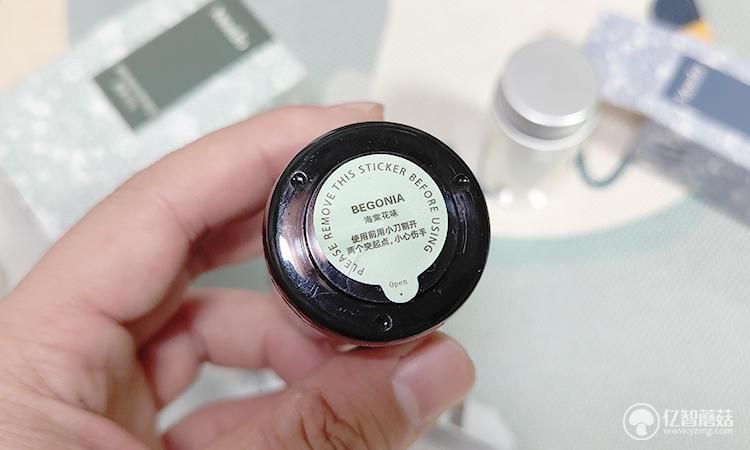 PLEASE REMOVE THIS STICKER BEFORE USING
BEGONIA
海棠花味
使用前用小刀割开
两个突起点,小心伤手
Open
亿智蘑菇
www.yzmg.com